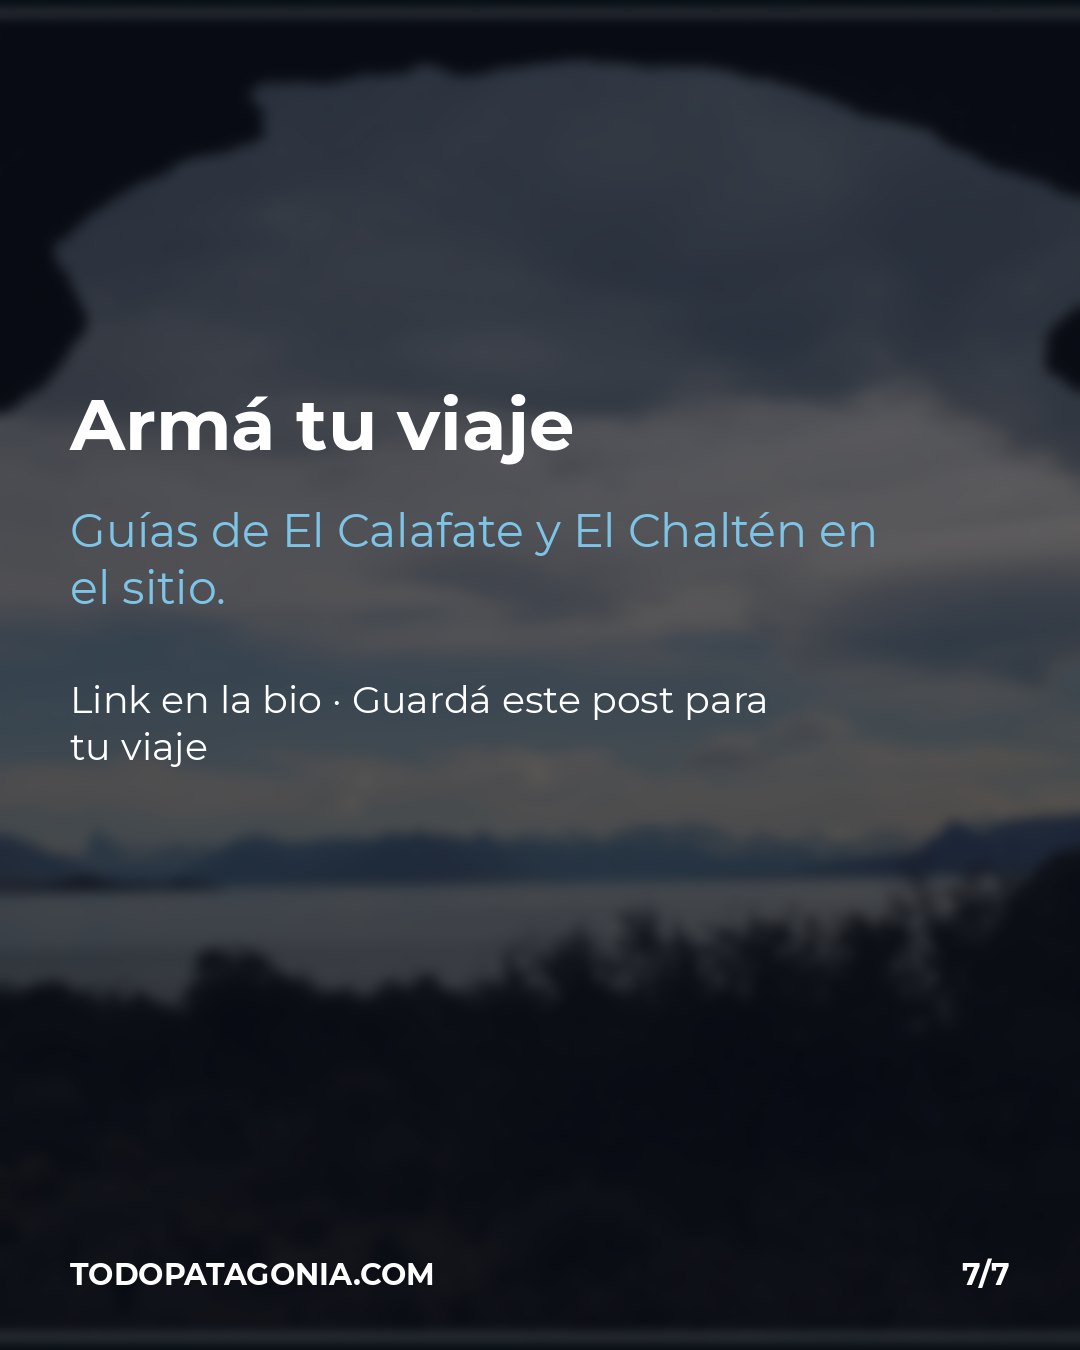 Armá tu viaje
Guías de El Calafate y El Chaltén en
el sitio.
Link en la bio · Guardá este post para
tu viaje
TODOPATAGONIA.COM
7/7